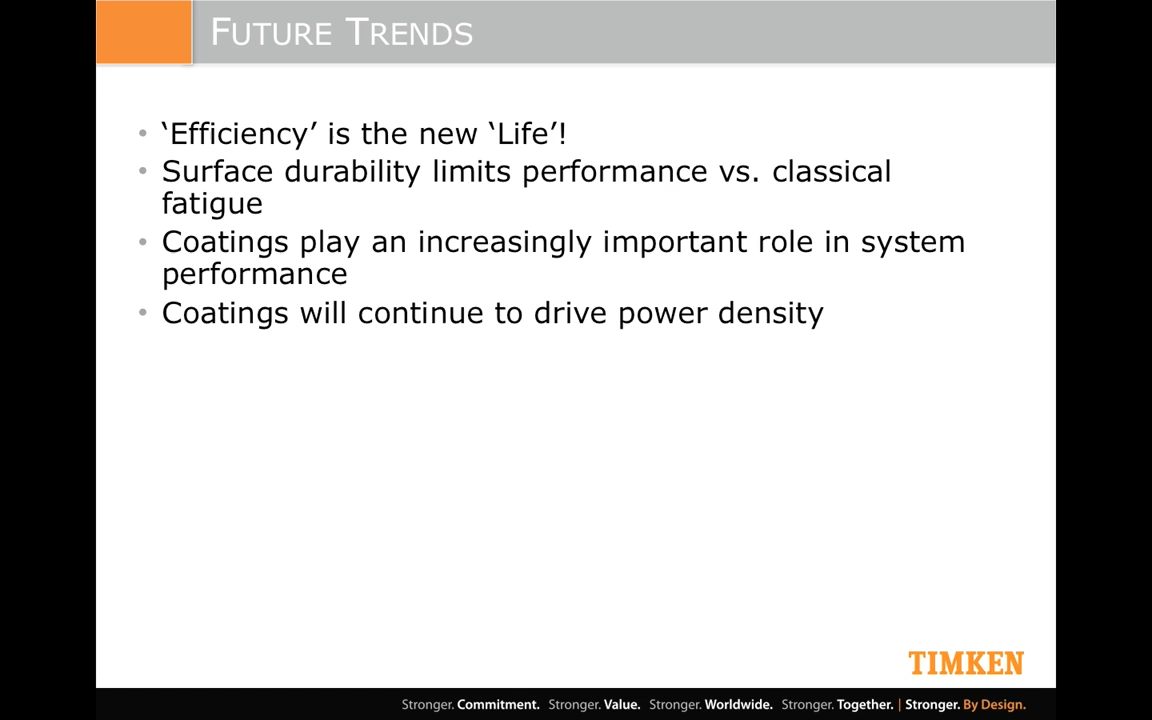 FUTURE TRENDS
• ‘Efficiency’ is the new ‘Life’!
• Surface durability limits performance vs. classical
fatigue
• Coatings play an increasingly important role in system
performance
• Coatings will continue to drive power density
TIMKEN
Stronger. Commitment. Stronger. Value. Stronger. Worldwide. Stronger. Together. | Stronger. By Design.